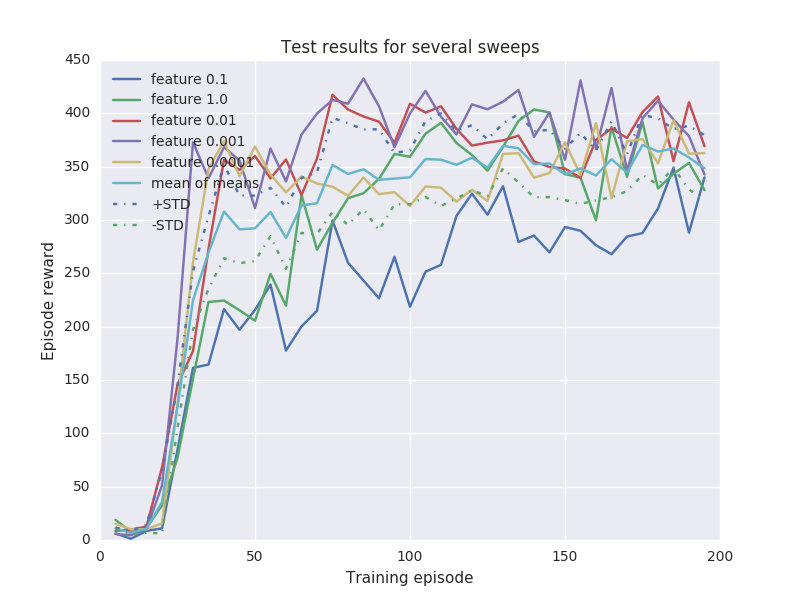 Test results for several sweeps
450
400
350
300
250
200
150
100
50
0
feature 0.1
feature 1.0
feature 0.01
feature 0.001
feature 0.0001
mean of means
+STD
-STD
Episode reward
0
50
100
150
200
Training episode